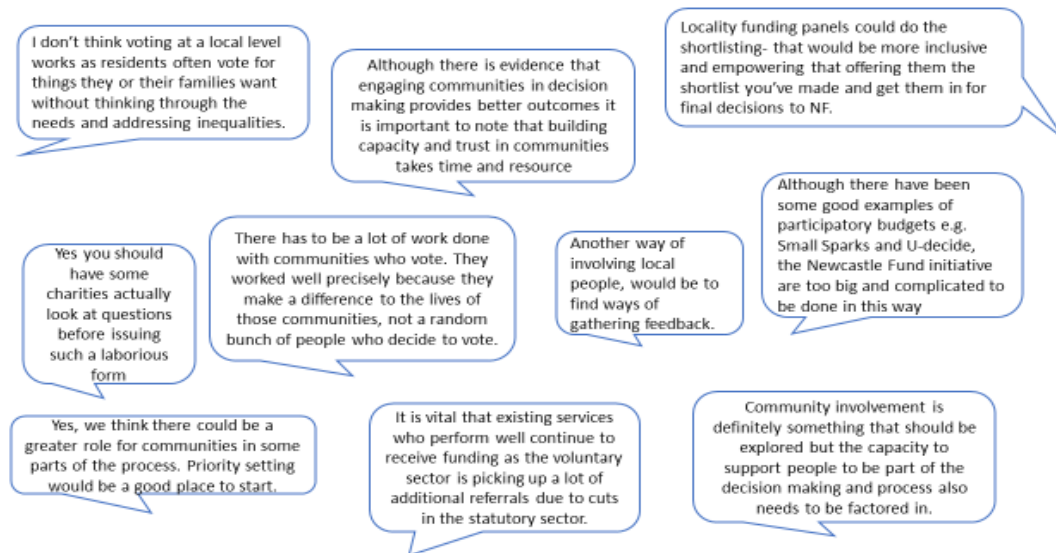 I don't think voting at a local level
works as residents often vote for
things they or their families want
without thinking through the
needs and addressing inequalities.
Although there is evidence that
engaging communities in decision
making provides better outcomes it
is important to note that building
capacity and trust in communities
takes time and resource
Locality funding panels could do the
shortlisting- that would be more inclusive
and empowering that offering them the
shortlist you've made and get them in for
final decisions to NF.
Yes you should
have some
charities actually
look at questions
before issuing
such a laborious
form
There has to be a lot of work done
with communities who vote. They
worked well precisely because they
make a difference to the lives of
those communities, not a random
bunch of people who decide to vote.
Another way of
involving local
people, would be to
find ways of
gathering feedback.
Although there have been
some good examples of
participatory budgets e.g.
Small Sparks and U-decide,
the Newcastle Fund initiative
are too big and complicated to
be done in this way
Yes, we think there could be a
greater role for communities in some
parts of the process. Priority setting
would be a good place to start.
It is vital that existing services
who perform well continue to
receive funding as the voluntary
sector is picking up a lot of
additional referrals due to cuts
in the statutory sector.
Community involvement is
definitely something that should be
explored but the capacity to
support people to be part of the
decision making and process also
needs to be factored in.